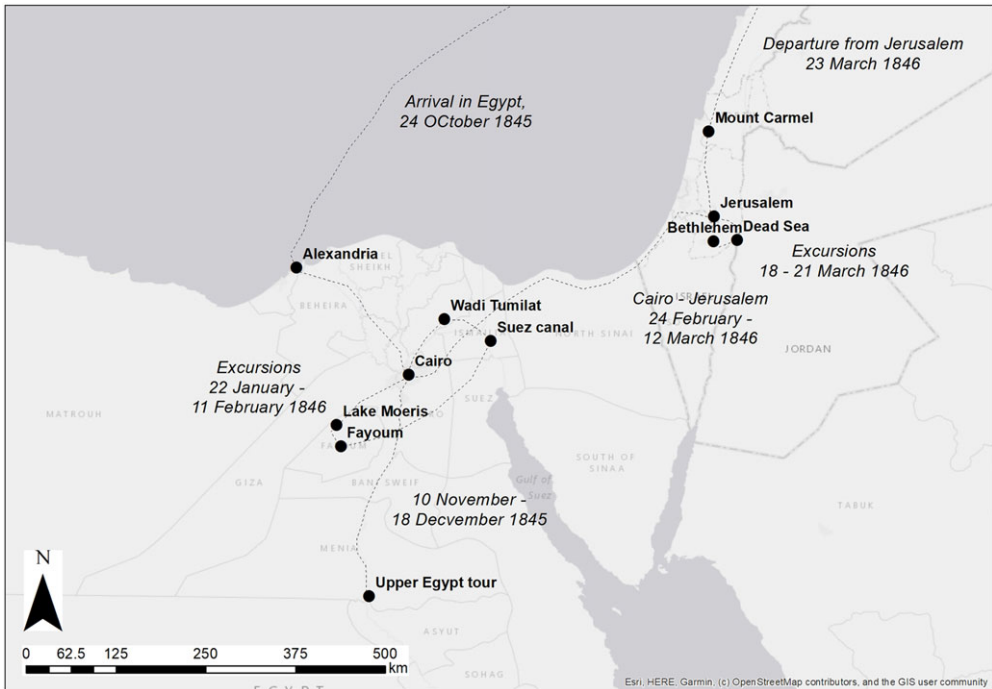 Departure from Jerusalem
23 March 1846
Arrival in Egypt,
24 OCtober 1845
Mount Carmel
Jerusalem
Bethlehem
Dead Sea
Alexandria
SHEIKH
BEHEIRA
Excursions
18 - 21 March 1846
Wadi Tumilat
Cairo - Jerusalem
24 February -
12 March 1846
Suez canal
NORTH SINAI
JORDAN
Cairo
Excursions
22 January -
11 February 1846
SUEZ
MATROUH
Lake Moeris
Fayoum
SOUTH OF
SINAA
GIZA
BANI SWEIF
Gulf of
Suez
TABUK
10 November -
18 Decvember 1845
N
MENIA
Upper Egypt tour
ASYUT
SOHAG
0 62.5 125 250 375 500
km
EGYPT
Esri, HERE, Garmin, (c) OpenStreetMap contributors, and the GIS user community